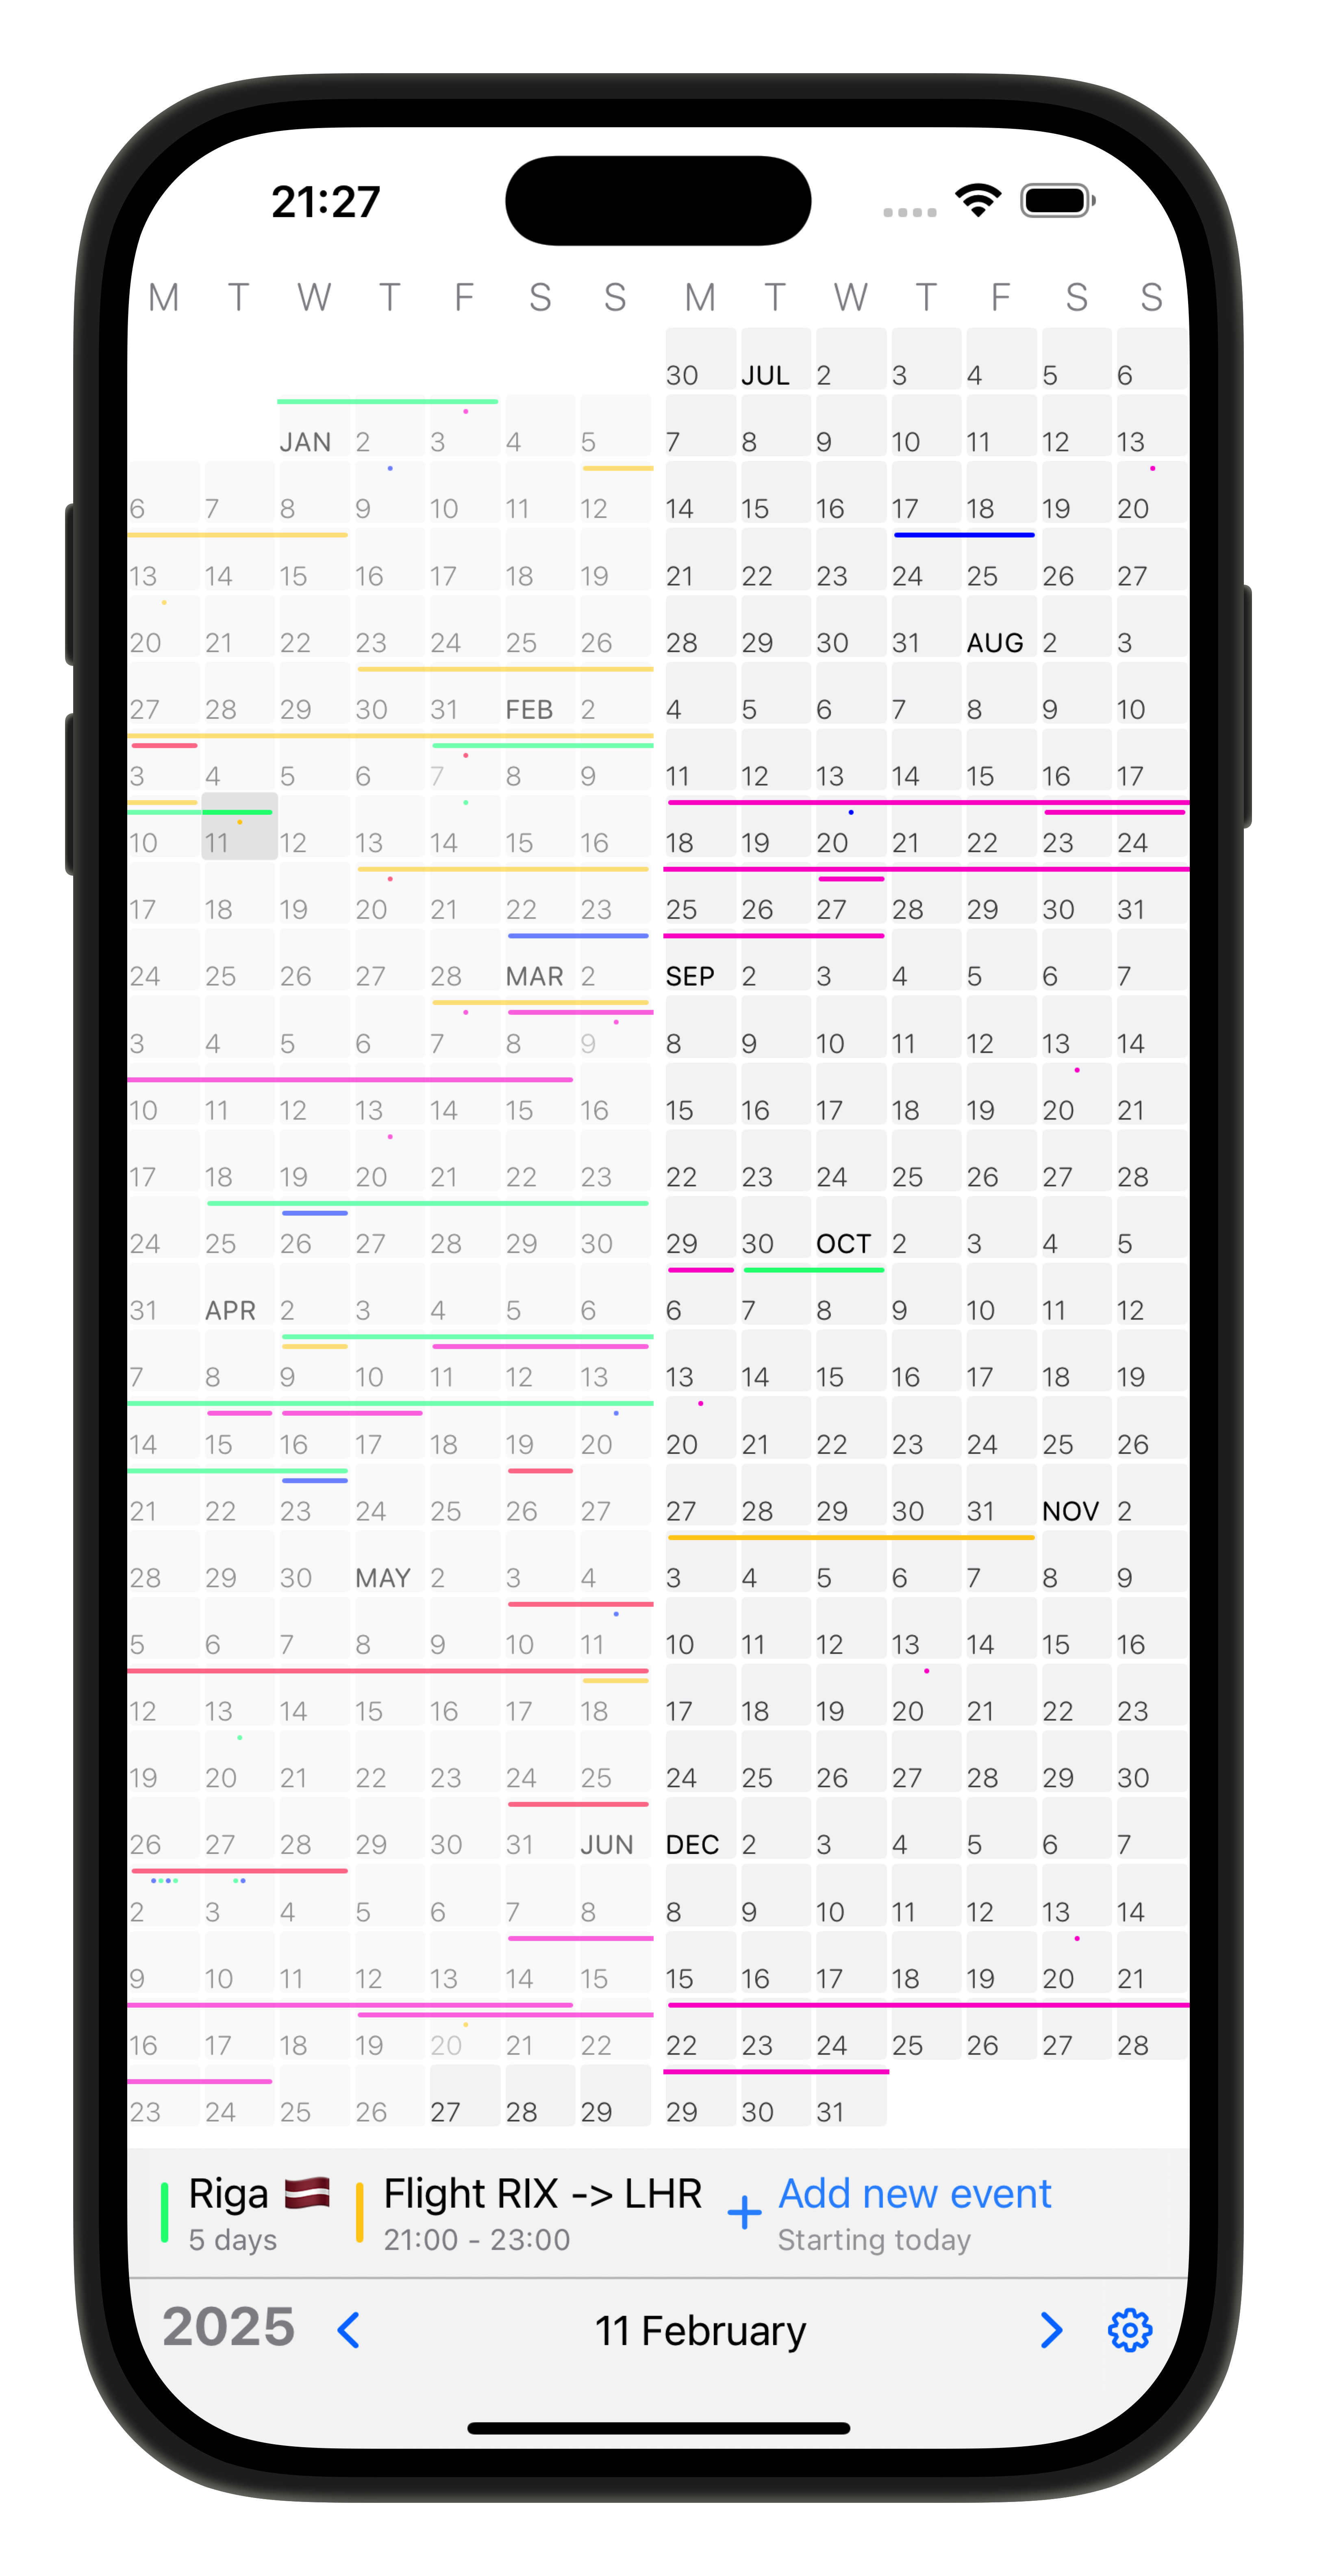 21:27
M T W T F S S M T W T F S S
30 JUL 2 3 4 5 6
JAN 2 3 4 5 7 8 9 10 11 12 13
6 7 8 9 10 11 12 14 15 16 17 18 19 20
13 14 15 16 17 18 19 21 22 23 24 25 26 27
20 21 22 23 24 25 26 28 29 30 31 AUG 2 3
27 28 29 30 31 FEB 2 4 5 6 7 8 9 10
3 4 5 6 7 8 9 11 12 13 14 15 16 17
10 11 12 13 14 15 16 18 19 20 21 22 23 24
17 18 19 20 21 22 23 25 26 27 28 29 30 31
24 25 26 27 28 MAR 2 SEP 2 3 4 5 6 7
3 4 5 6 7 8 9 8 9 10 11 12 13 14
10 11 12 13 14 15 16 15 16 17 18 19 20 21
17 18 19 20 21 22 23 22 23 24 25 26 27 28
24 25 26 27 28 29 30 29 30 OCT 2 3 4 5
31 APR 2 3 4 5 6 6 7 8 9 10 11 12
7 8 9 10 11 12 13 13 14 15 16 17 18 19
14 15 16 17 18 19 20 20 21 22 23 24 25 26
21 22 23 24 25 26 27 27 28 29 30 31 NOV 2
28 29 30 MAY 2 3 4 3 4 5 6 7 8 9
5 6 7 8 9 10 11 10 11 12 13 14 15 16
12 13 14 15 16 17 18 17 18 19 20 21 22 23
19 20 21 22 23 24 25 24 25 26 27 28 29 30
26 27 28 29 30 31 JUN DEC 2 3 4 5 6 7
2 3 4 5 6 7 8 8 9 10 11 12 13 14
9 10 11 12 13 14 15 15 16 17 18 19 20 21
16 17 18 19 20 21 22 22 23 24 25 26 27 28
23 24 25 26 27 28 29 29 30 31
Riga 🇱🇻 Flight RIX -> LHR + Add new event
5 days 21:00 - 23:00 Starting today
2025 < 11 February >